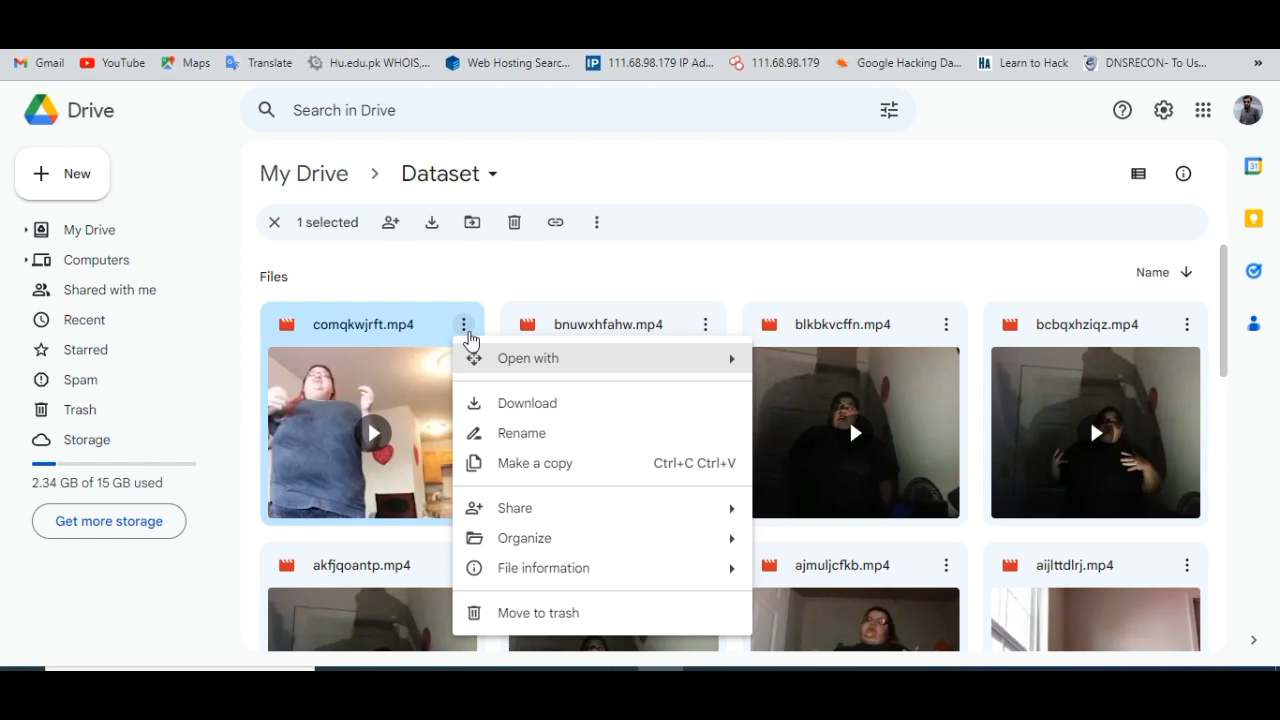 Gmail YouTube Maps Translate Hu.edu.pk WHOIS,... Web Hosting Searc... IP 111.68.98.179 IP Ad... 111.68.98.179 Google Hacking Da... HA Learn to Hack DNSRECON- To Us... »
Drive
Search in Drive
New
My Drive > Dataset
1 selected
My Drive
Computers
Shared with me
Recent
Starred
Spam
Trash
Storage
2.34 GB of 15 GB used
Get more storage
Files
Name
comqkwjrft.mp4 bnuwxhfahw.mp4 blkbkvcffn.mp4 bcbqxhziqz.mp4
Open with
Download
Rename
Make a copy Ctrl+C Ctrl+V
Share
Organize
File information
Move to trash
akfjqoantp.mp4 ajmuljcfkb.mp4 aijlttdlrj.mp4
31